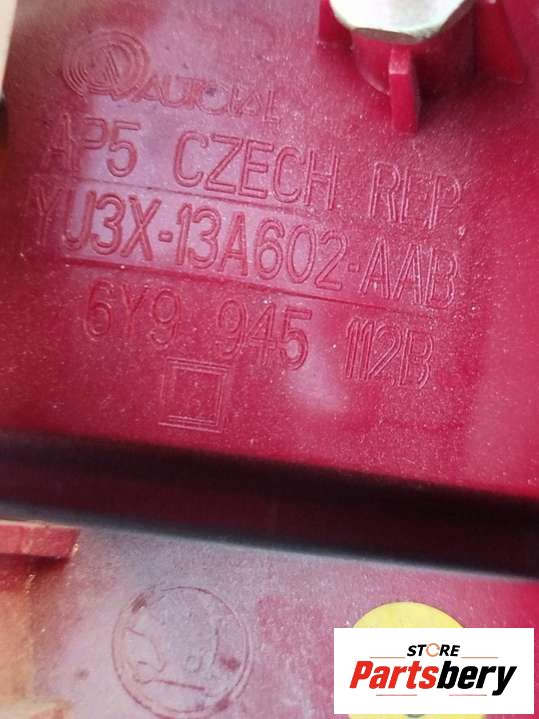 AUTOPAL
AP5 CZECH REP
YU3X-13A602-AAB
6Y9 945 112B
STORE
Partsbery